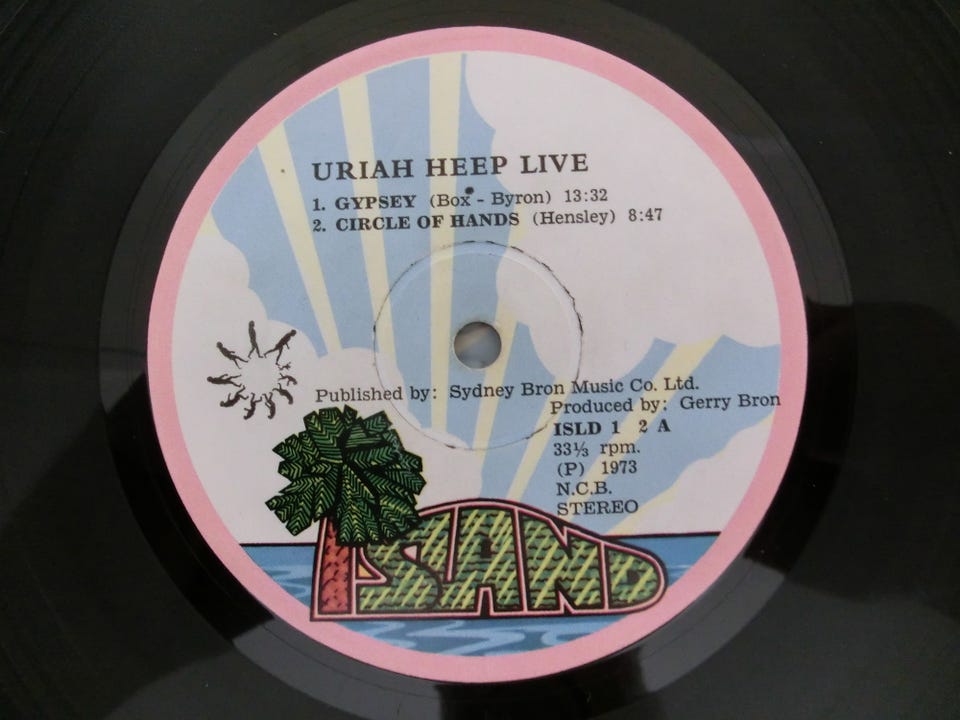 URIAH HEEP LIVE
1. GYPSEY (Box - Byron) 13:32
2. CIRCLE OF HANDS (Hensley) 8:47
Published by: Sydney Bron Music Co. Ltd.
Produced by: Gerry Bron
ISLD 1 2 A
33⅓ rpm.
(P) 1973
N.C.B.
STEREO
ISLAND